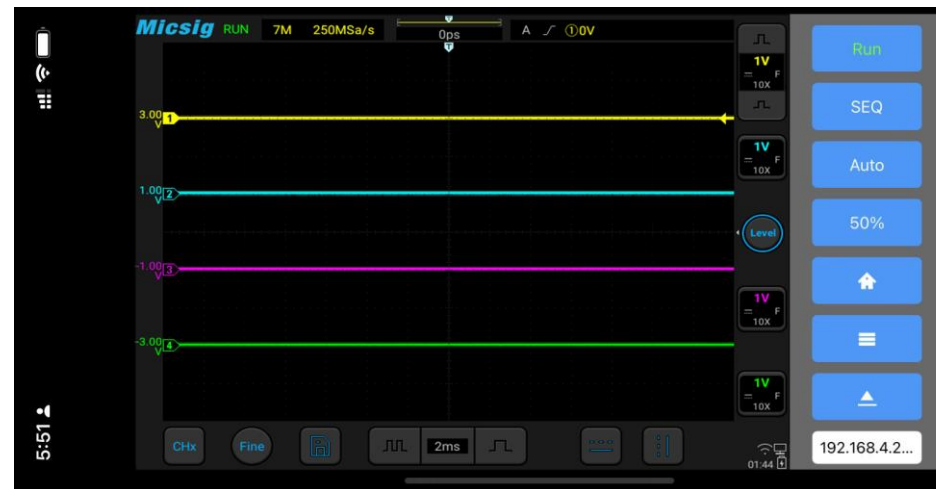 Micsig RUN 7M 250MSa/s 0ps A ①0V
T
T
1V
F
10X
Run
3.00
V
1
SEQ
1V
F
10X
Auto
1.00
V
2
Level
50%
-1.00
V
3
1V
F
10X
-3.00
V
4
1V
F
10X
CHx Fine 2ms
01:44
192.168.4.2...
5:51